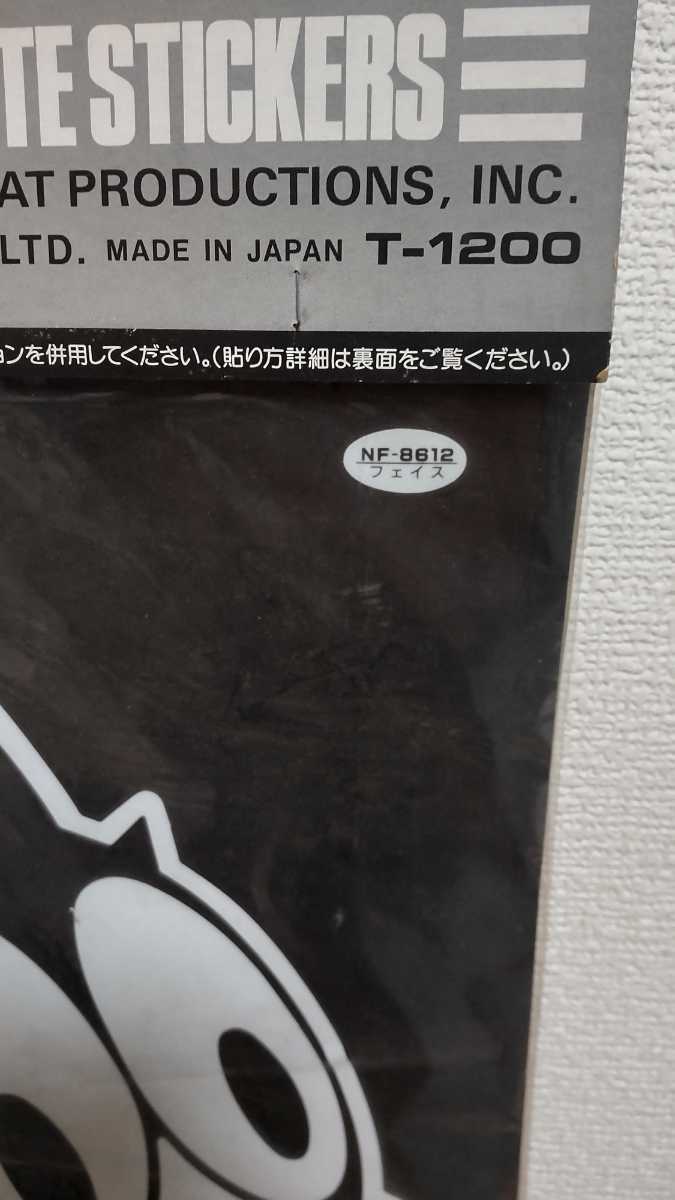 TE STICKERS
AT PRODUCTIONS, INC.
LTD. MADE IN JAPAN T-1200
ョンを併用してください。(貼り方詳細は裏面をご覧ください。)
NF-8612
フェイス